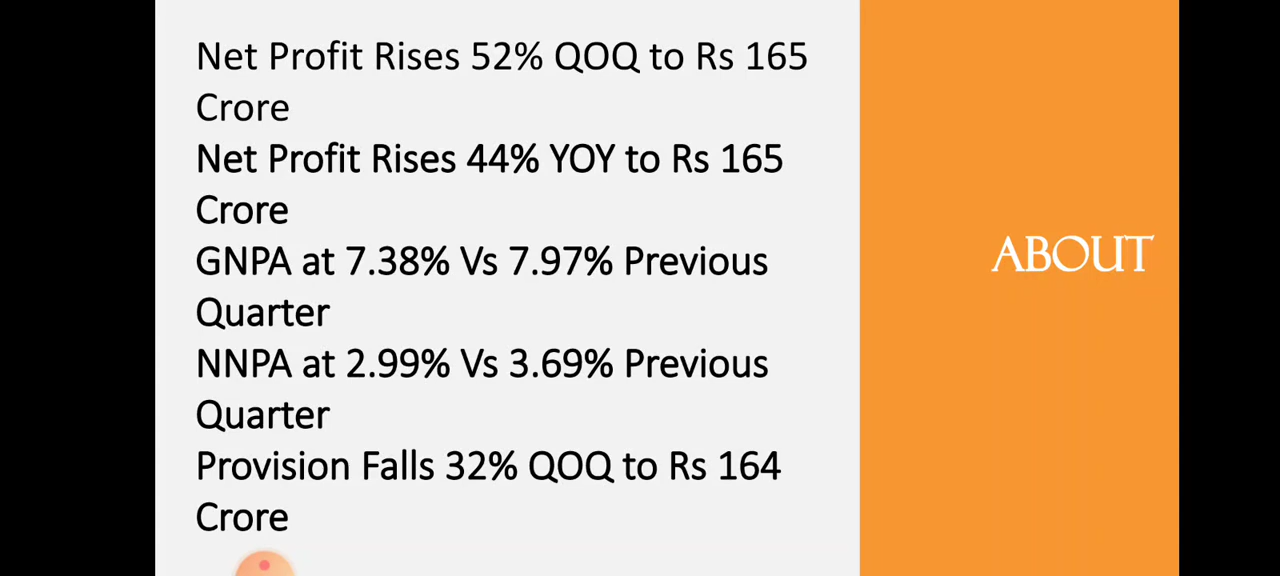 Net Profit Rises 52% QOQ to Rs 165
Crore
Net Profit Rises 44% YOY to Rs 165
Crore
GNPA at 7.38% Vs 7.97% Previous
Quarter
NNPA at 2.99% Vs 3.69% Previous
Quarter
Provision Falls 32% QOQ to Rs 164
Crore
ABOUT